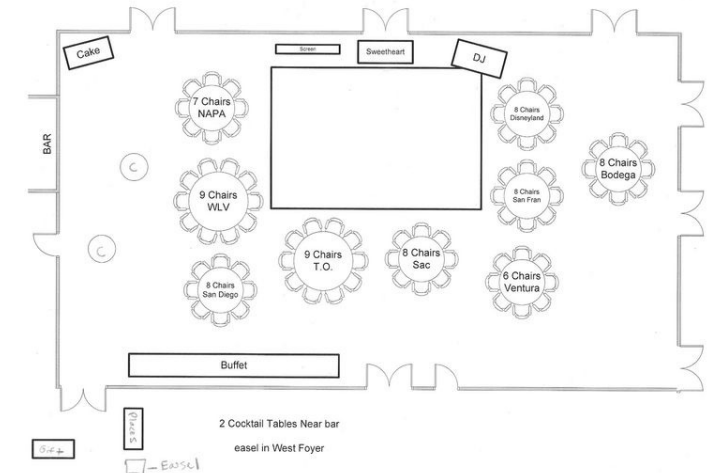 Cake
Screen
Sweetheart
DJ
7 Chairs
NAPA
8 Chairs
Disneyland
BAR
C
8 Chairs
Bodega
9 Chairs
WLV
8 Chairs
San Fran
C
9 Chairs
T.O.
8 Chairs
Sac
6 Chairs
Ventura
8 Chairs
San Diego
Buffet
Places
2 Cocktail Tables Near bar
Gift
easel in West Foyer
- Easel